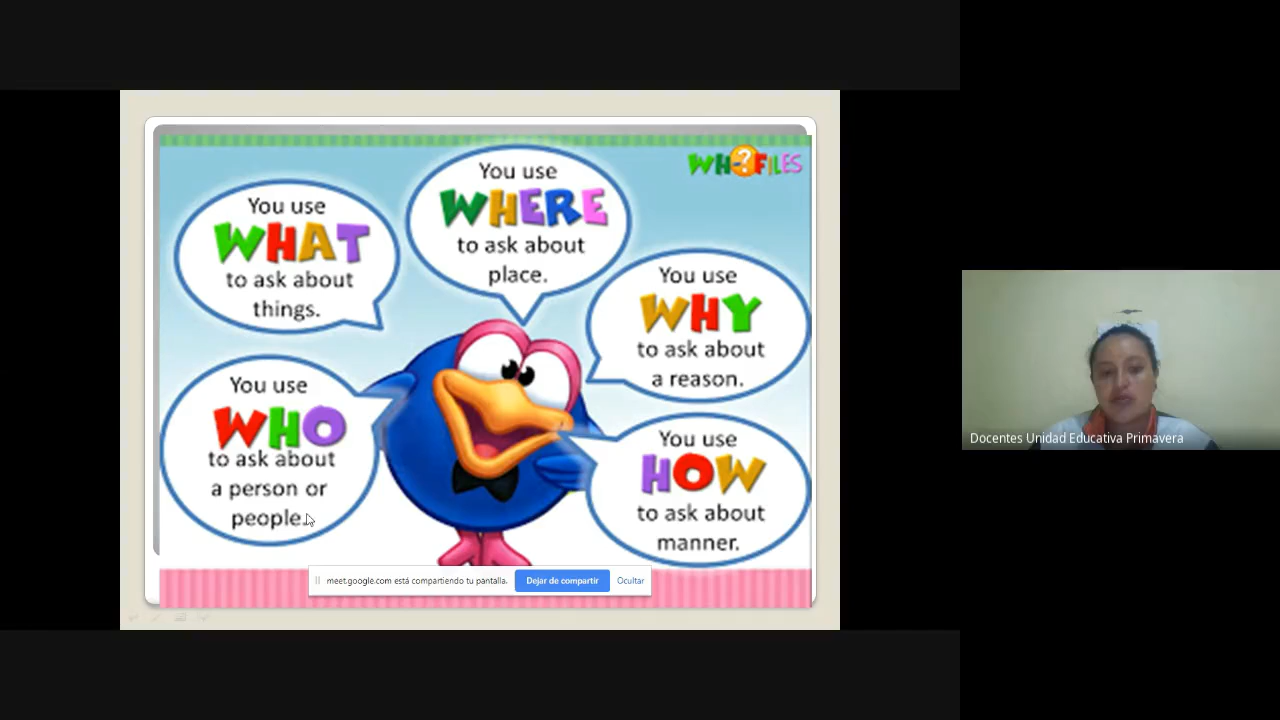 WH?FILES
You use
WHAT
to ask about
things.
You use
WHERE
to ask about
place.
You use
WHY
to ask about
a reason.
You use
WHO
to ask about
a person or
people.
You use
HOW
to ask about
manner.
meet.google.com está compartiendo tu pantalla.
Dejar de compartir
Ocultar
Docentes Unidad Educativa Primavera